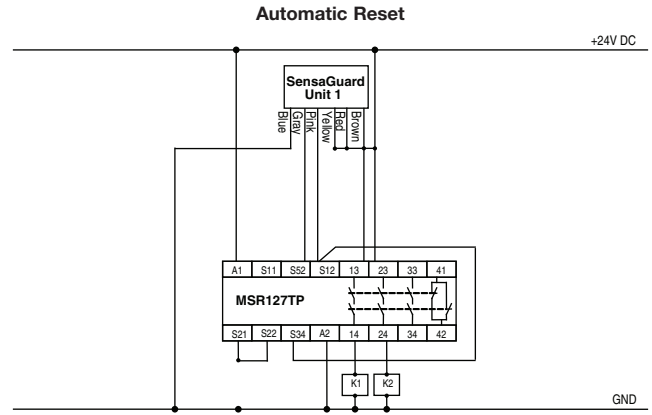 Automatic Reset
+24V DC
SensaGuard
Unit 1
Blue
Gray
Pink
Yellow
Red
Brown
A1 S11 S52 S12 13 23 33 41
MSR127TP
S21 S22 S34 A2 14 24 34 42
K1 K2
GND